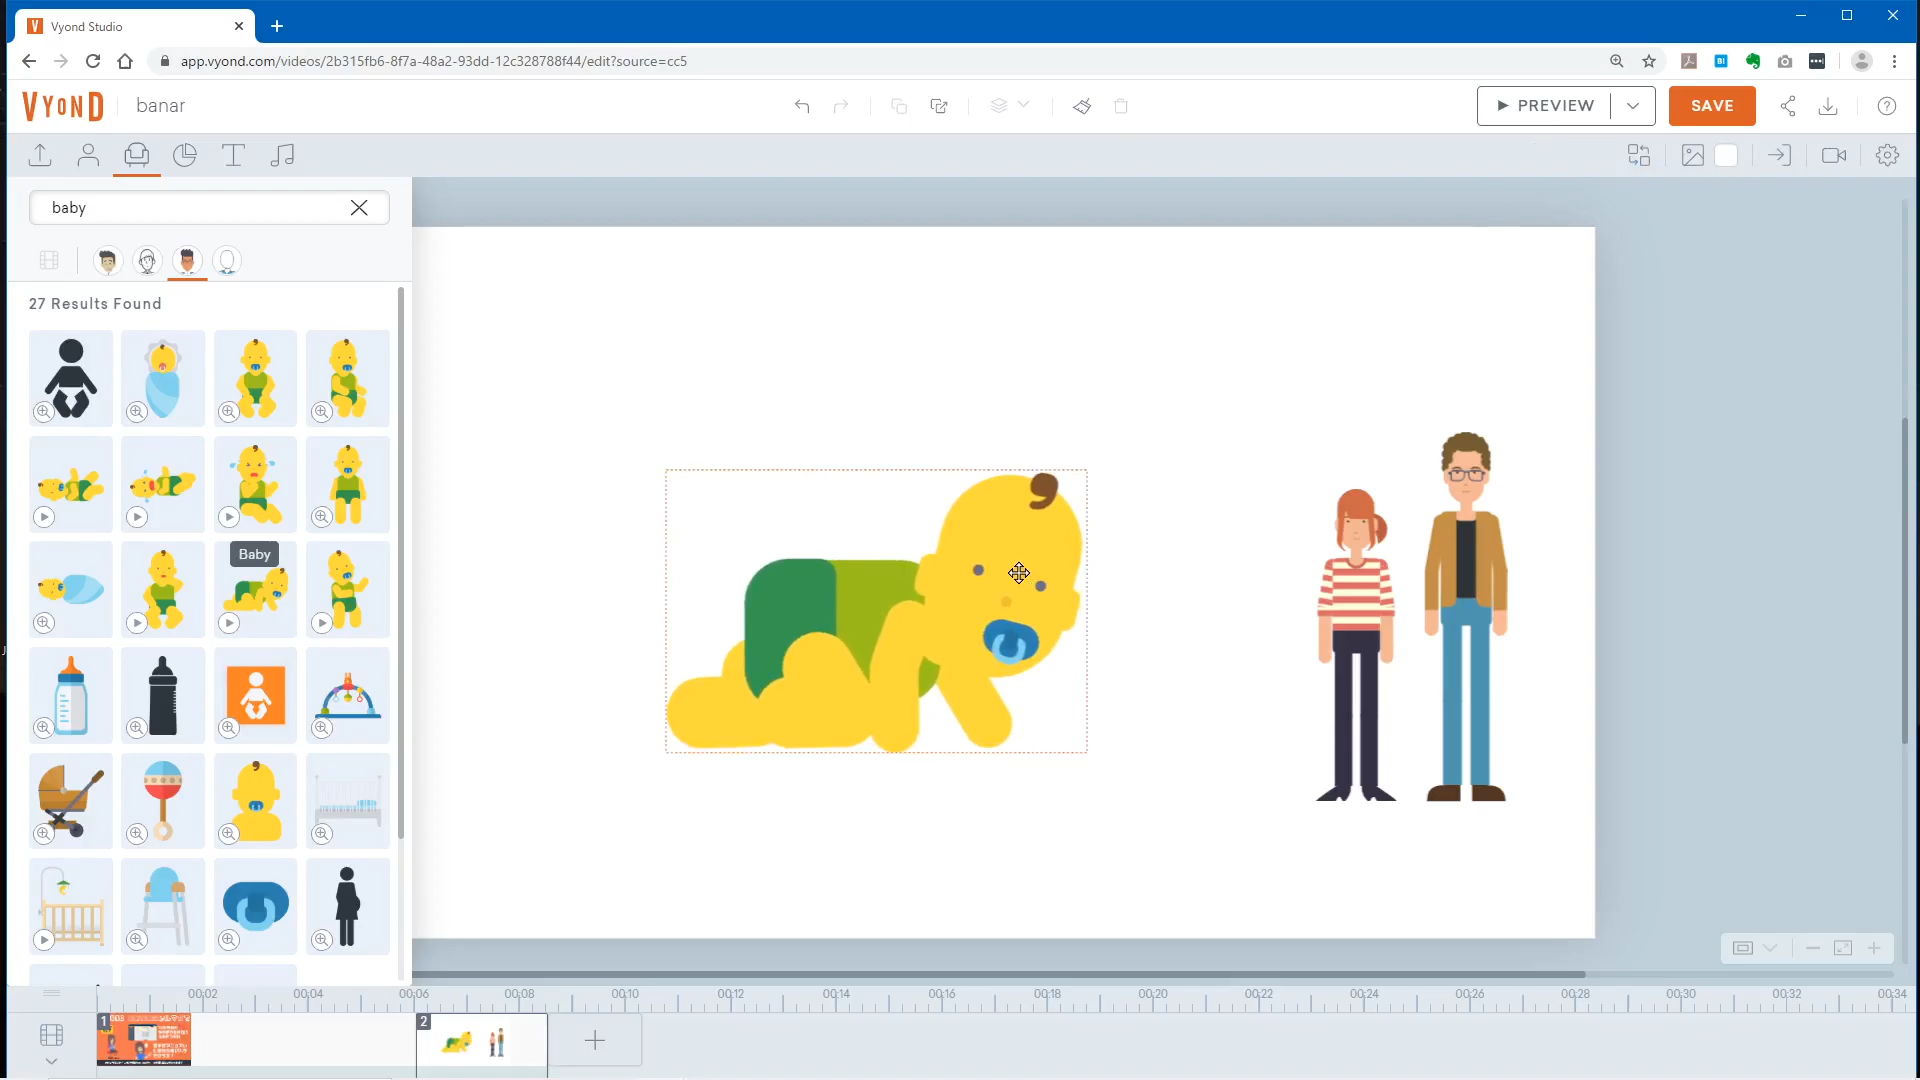 Vyond Studio
app.vyond.com/videos/2b315fb6-8f7a-48a2-93dd-12c328788f44/edit?source=cc5
VYOND
banar
PREVIEW
SAVE
baby
27 Results Found
Baby
00:02
00:04
00:06
00:08
00:10
00:12
00:14
00:16
00:18
00:20
00:22
00:24
00:26
00:28
00:30
00:32
00:34
1
2